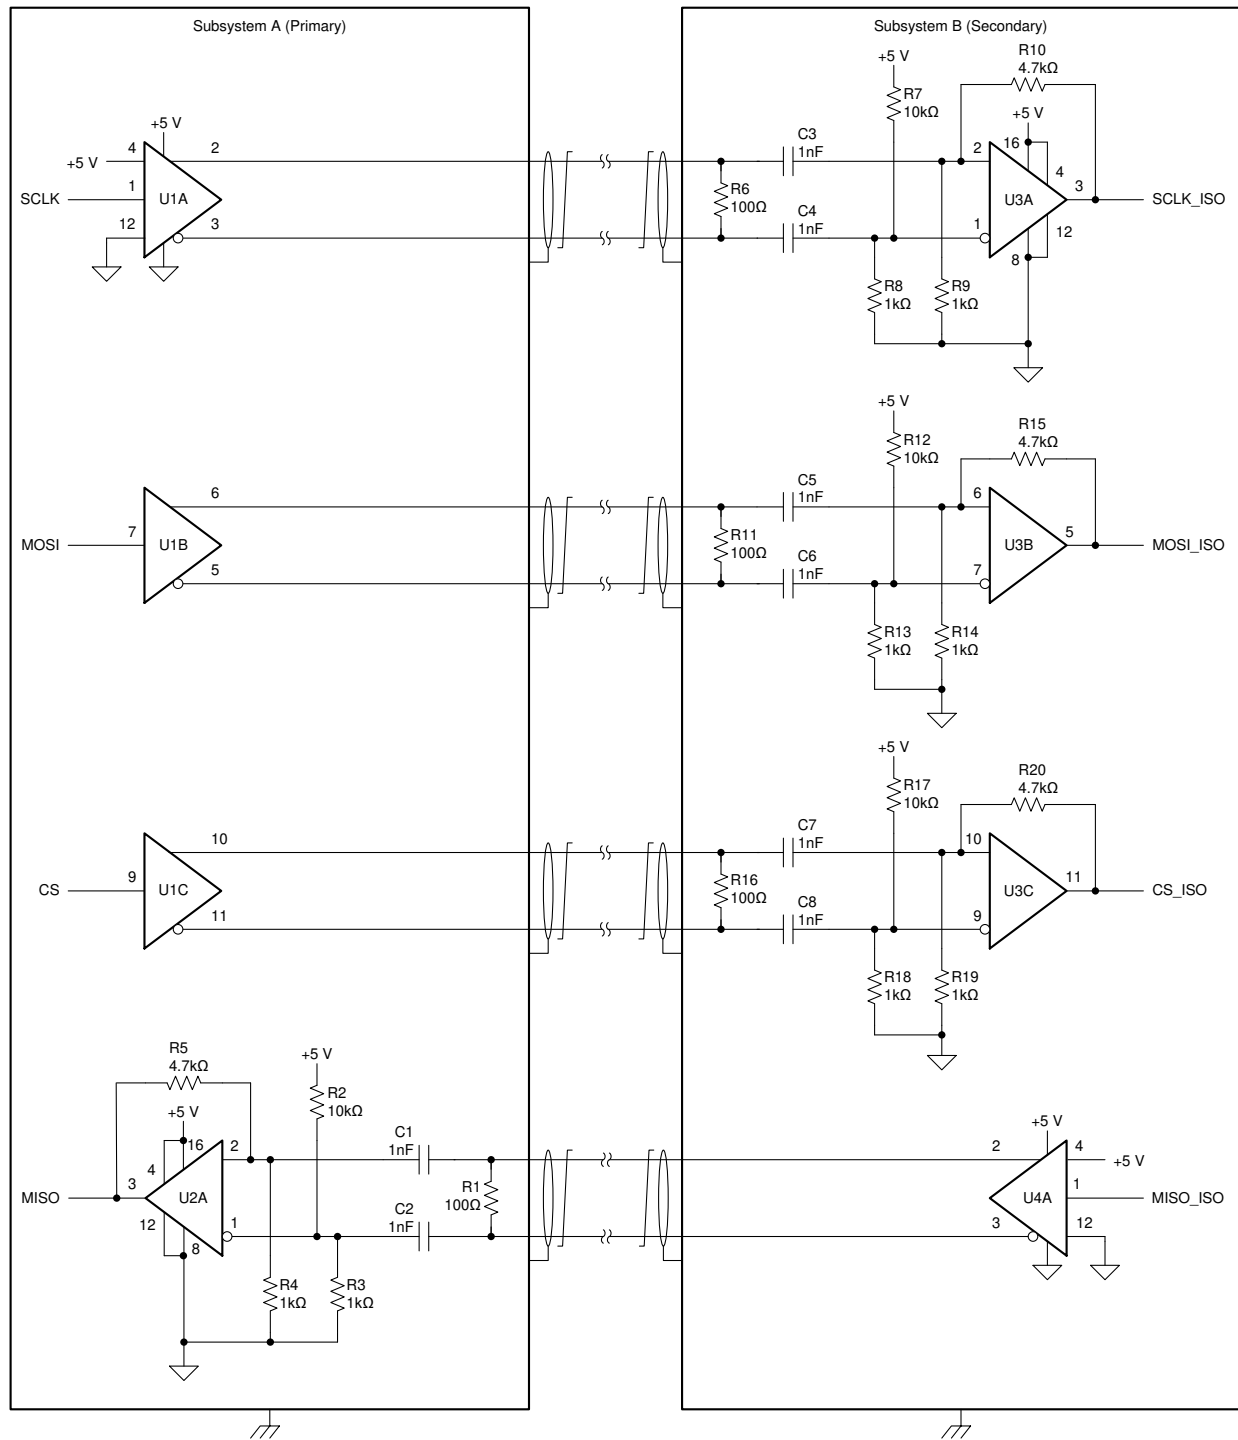 Subsystem A (Primary)
Subsystem B (Secondary)
+5 V
4
+5 V
2
SCLK
1
U1A
12
3
R6
100Ω
C3
1nF
C4
1nF
+5 V
R7
10kΩ
R10
4.7kΩ
+5 V
16
2
4
U3A
3
SCLK_ISO
1
12
8
R8
1kΩ
R9
1kΩ
6
MOSI
7
U1B
5
R11
100Ω
C5
1nF
C6
1nF
+5 V
R12
10kΩ
R15
4.7kΩ
6
U3B
5
MOSI_ISO
7
R13
1kΩ
R14
1kΩ
10
CS
9
U1C
11
R16
100Ω
C7
1nF
C8
1nF
+5 V
R17
10kΩ
R20
4.7kΩ
10
U3C
11
CS_ISO
9
R18
1kΩ
R19
1kΩ
R5
4.7kΩ
+5 V
16
2
4
MISO
3
U2A
12
1
8
+5 V
R2
10kΩ
C1
1nF
R1
100Ω
C2
1nF
R4
1kΩ
R3
1kΩ
+5 V
2
4
+5 V
U4A
1
MISO_ISO
3
12